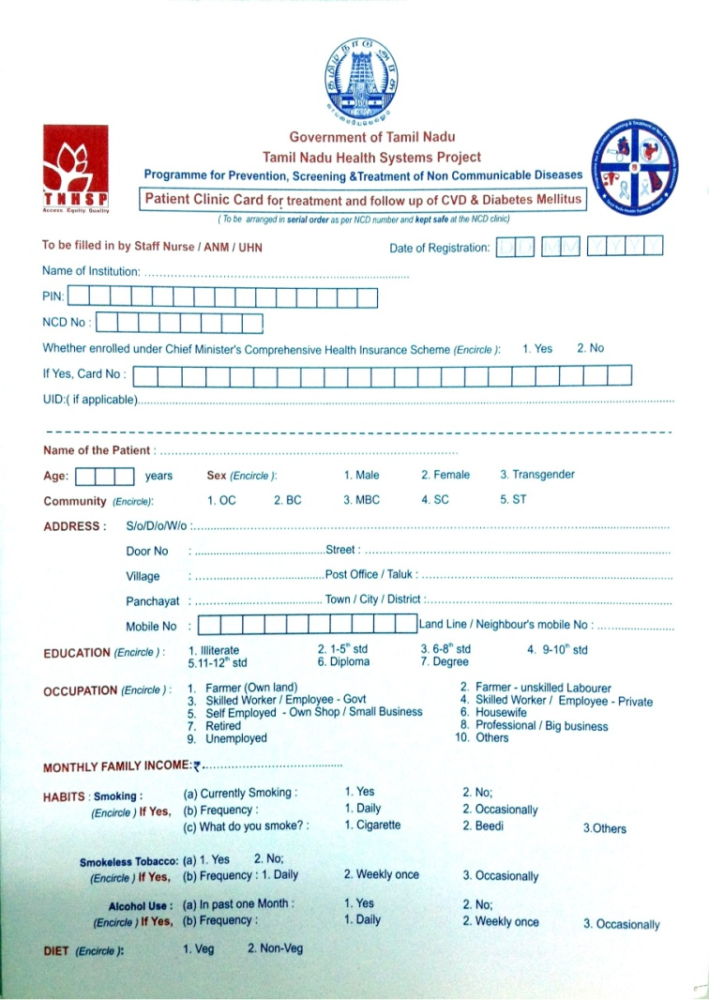 தமிழ்நாடு அரசு
வாய்மையே வெல்லும்
TNHSP
Access Equity Quality
Government of Tamil Nadu
Tamil Nadu Health Systems Project
Programme for Prevention, Screening &Treatment of Non Communicable Diseases
Patient Clinic Card for treatment and follow up of CVD & Diabetes Mellitus
( To be arranged in serial order as per NCD number and kept safe at the NCD clinic)
To be filled in by Staff Nurse / ANM / UHN Date of Registration: D D M M Y Y Y Y
Name of Institution:
PIN:
NCD No :
Whether enrolled under Chief Minister's Comprehensive Health Insurance Scheme (Encircle ): 1. Yes 2. No
If Yes, Card No :
UID:( if applicable)
Name of the Patient :
Age: years Sex (Encircle ): 1. Male 2. Female 3. Transgender
Community (Encircle): 1. OC 2. BC 3. MBC 4. SC 5. ST
ADDRESS : S/o/D/o/W/o :
Door No : Street :
Village : Post Office / Taluk :
Panchayat : Town / City / District :
Mobile No : Land Line / Neighbour's mobile No :
EDUCATION (Encircle ) : 1. Illiterate 2. 1-5th std 3. 6-8th std 4. 9-10th std
5.11-12th std 6. Diploma 7. Degree
OCCUPATION (Encircle ) : 1. Farmer (Own land) 2. Farmer - unskilled Labourer
3. Skilled Worker / Employee - Govt 4. Skilled Worker / Employee - Private
5. Self Employed - Own Shop / Small Business 6. Housewife
7. Retired 8. Professional / Big business
9. Unemployed 10. Others
MONTHLY FAMILY INCOME:₹
HABITS : Smoking : (a) Currently Smoking : 1. Yes 2. No;
(Encircle ) If Yes, (b) Frequency : 1. Daily 2. Occasionally
(c) What do you smoke? : 1. Cigarette 2. Beedi 3.Others
Smokeless Tobacco: (a) 1. Yes 2. No;
(Encircle ) If Yes, (b) Frequency : 1. Daily 2. Weekly once 3. Occasionally
Alcohol Use : (a) In past one Month : 1. Yes 2. No;
(Encircle ) If Yes, (b) Frequency : 1. Daily 2. Weekly once 3. Occasionally
DIET (Encircle ): 1. Veg 2. Non-Veg